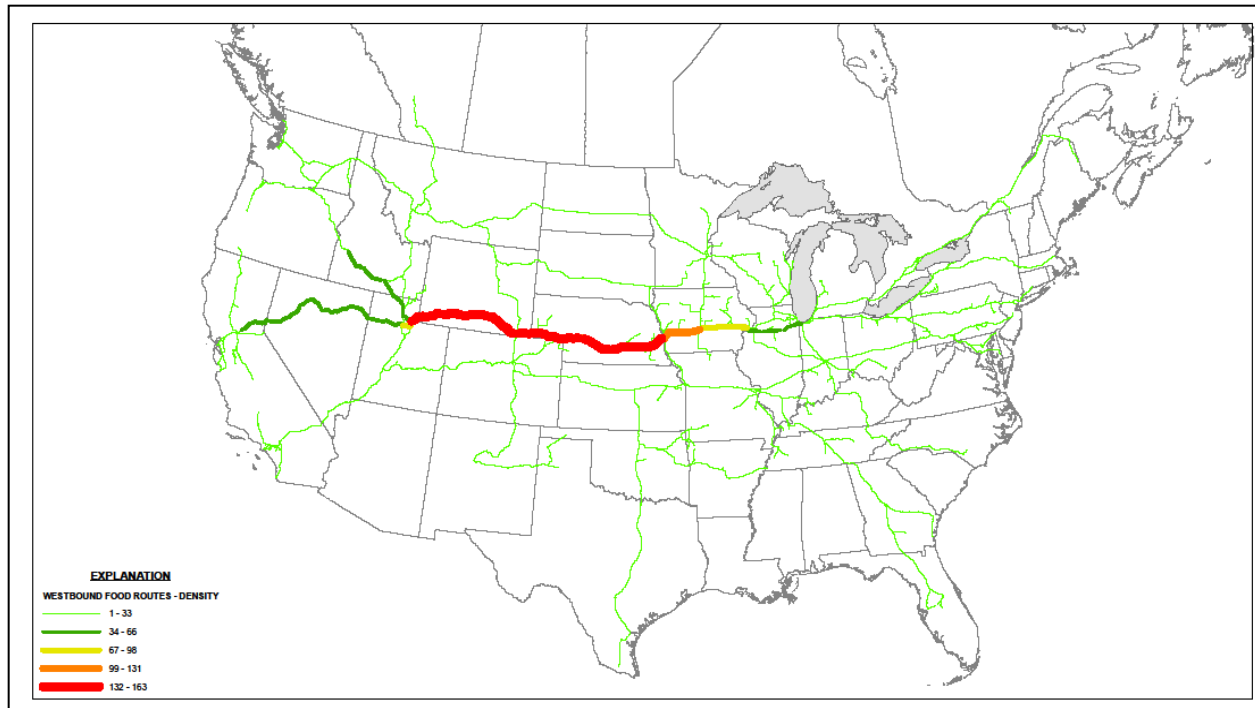 EXPLANATION
WESTBOUND FOOD ROUTES - DENSITY
1 - 33
34 - 66
67 - 98
99 - 131
132 - 163